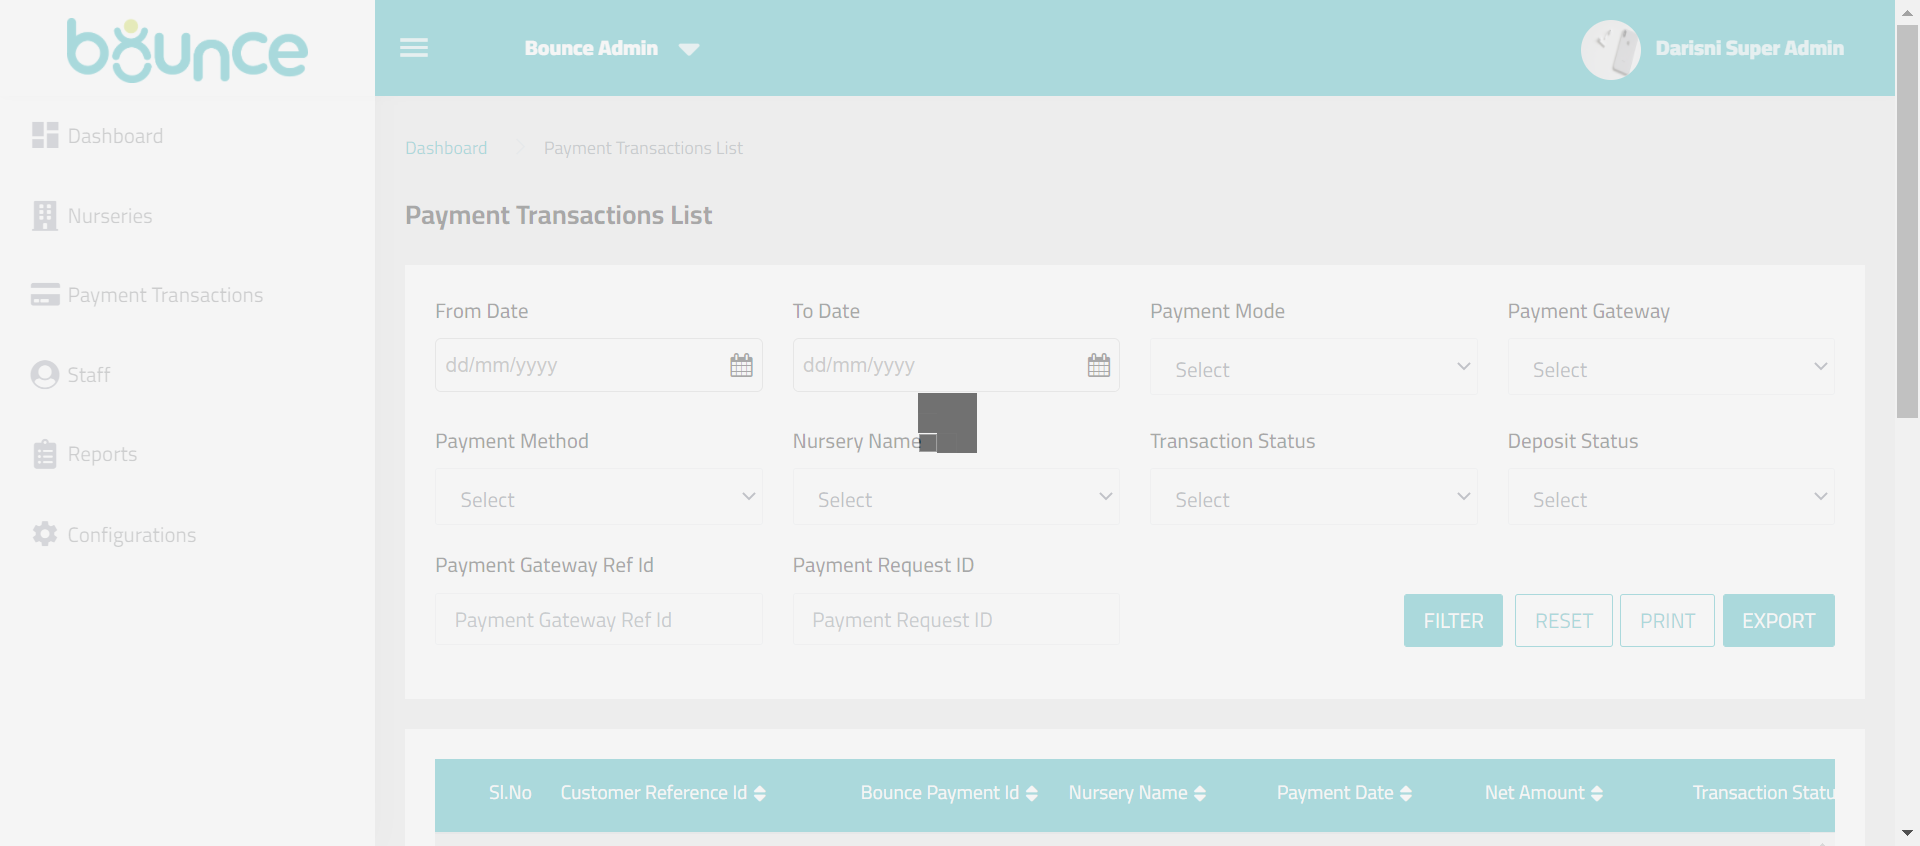 bounce
Bounce Admin
Darisni Super Admin
Dashboard
Nurseries
Payment Transactions
Staff
Reports
Configurations
Dashboard
Payment Transactions List
Payment Transactions List
From Date
To Date
Payment Mode
Payment Gateway
dd/mm/yyyy
dd/mm/yyyy
Select
Select
Payment Method
Nursery Name
Transaction Status
Deposit Status
Select
Select
Select
Select
Payment Gateway Ref Id
Payment Request ID
Payment Gateway Ref Id
Payment Request ID
FILTER
RESET
PRINT
EXPORT
Sl.No
Customer Reference Id
Bounce Payment Id
Nursery Name
Payment Date
Net Amount
Transaction Statu